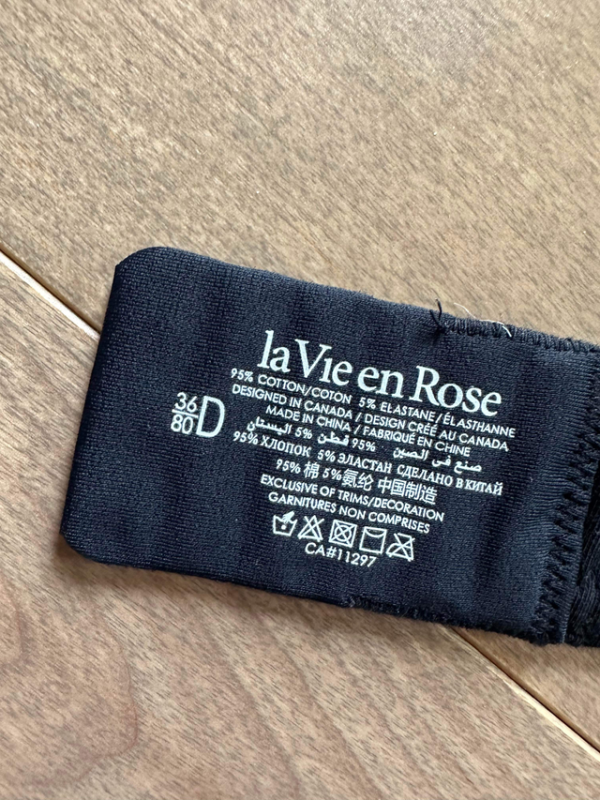 la Vie en Rose
36
80 D
95% COTTON/COTON 5% ELASTANE/ÉLASTHANNE
DESIGNED IN CANADA / DESIGN CRÉÉ AU CANADA
MADE IN CHINA / FABRIQUÉ EN CHINE
صنع في الصين %95 قطن %5 اليستان
95% ХЛОПОК 5% ЭЛАСТАН СДЕЛАНО В КИТАЙ
95% 棉 5% 氨纶 中国制造
EXCLUSIVE OF TRIMS/DECORATION
GARNITURES NON COMPRISES
CA#11297